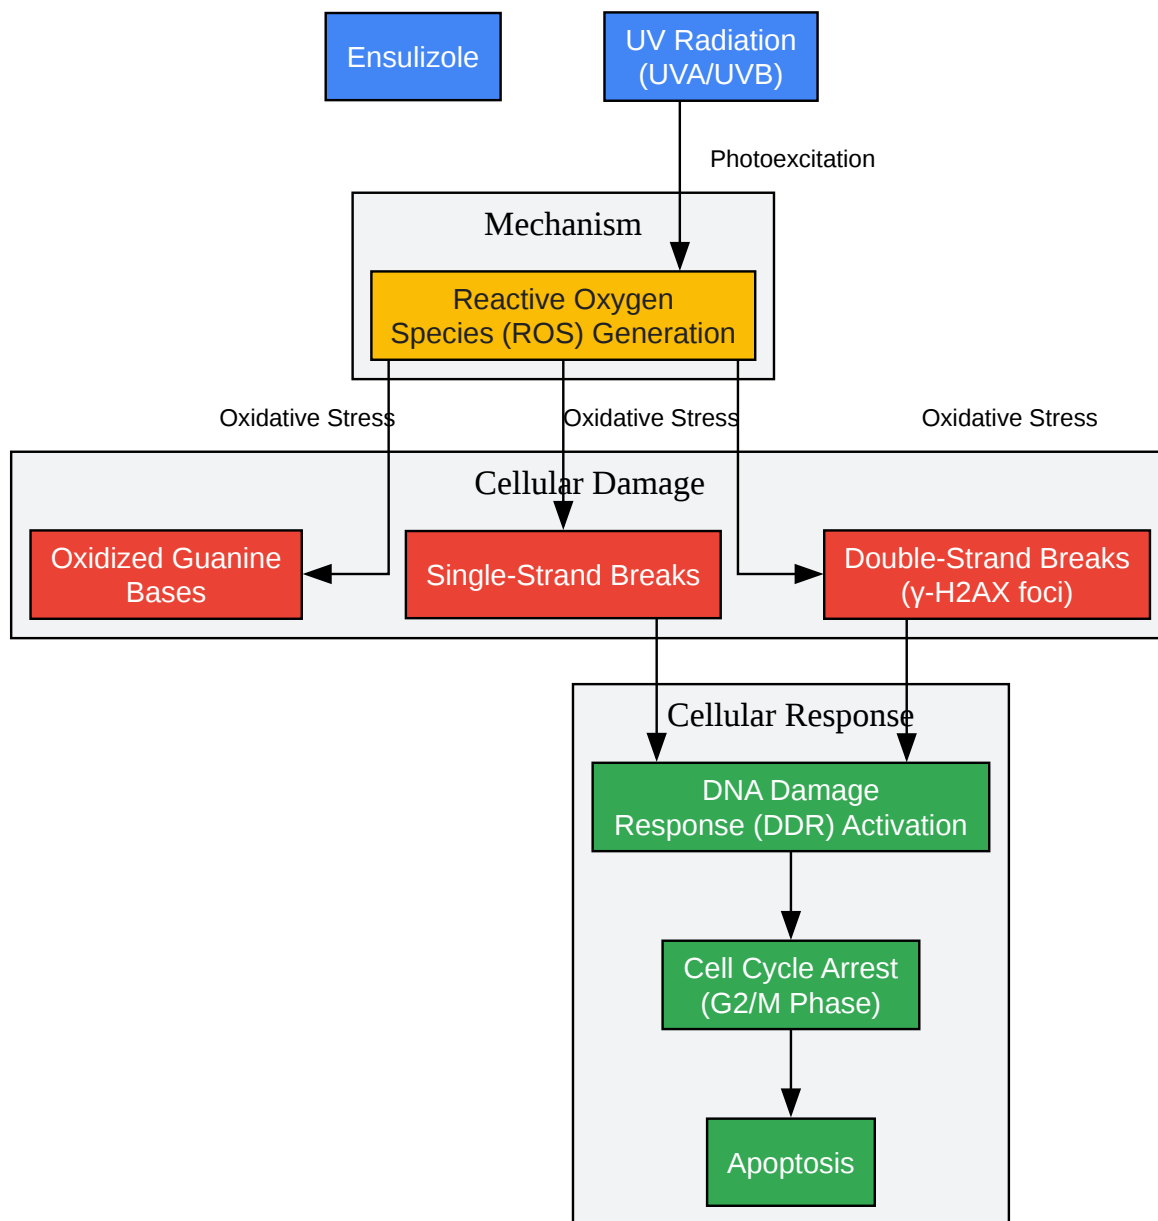 Ensulizole
UV Radiation
(UVA/UVB)
Photoexcitation
Mechanism
Reactive Oxygen
Species (ROS) Generation
Oxidative Stress
Oxidative Stress
Oxidative Stress
Cellular Damage
Oxidized Guanine
Bases
Single-Strand Breaks
Double-Strand Breaks
(γ-H2AX foci)
Cellular Response
DNA Damage
Response (DDR) Activation
Cell Cycle Arrest
(G2/M Phase)
Apoptosis